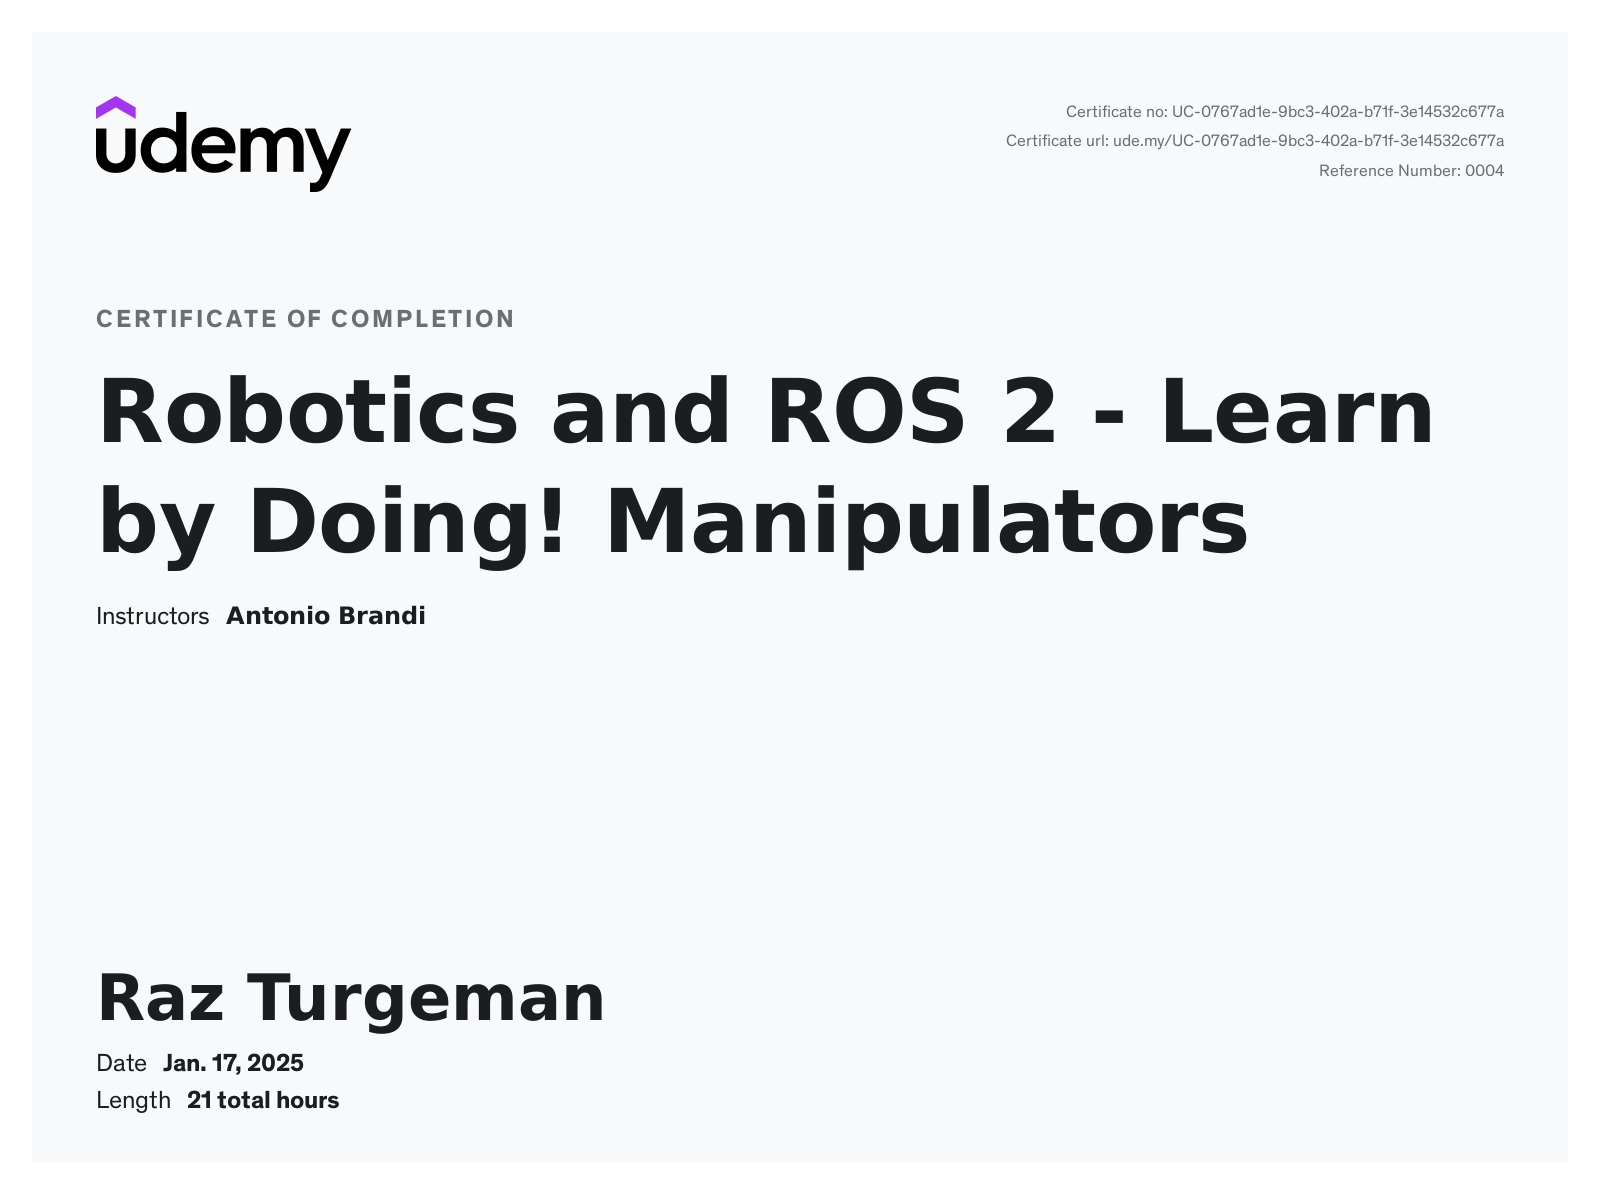 udemy
Certificate no: UC-0767ad1e-9bc3-402a-b71f-3e14532c677a
Certificate url: ude.my/UC-0767ad1e-9bc3-402a-b71f-3e14532c677a
Reference Number: 0004
CERTIFICATE OF COMPLETION
Robotics and ROS 2 - Learn
by Doing! Manipulators
Instructors Antonio Brandi
Raz Turgeman
Date Jan. 17, 2025
Length 21 total hours